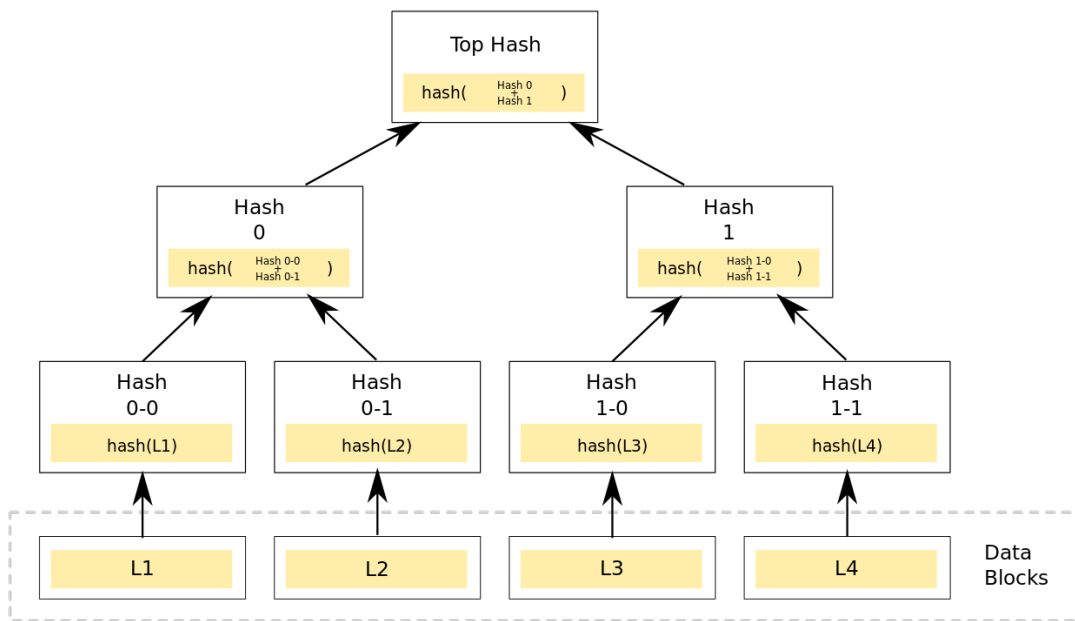 Top Hash
hash( Hash 0 + Hash 1 )
Hash
0
hash( Hash 0-0 + Hash 0-1 )
Hash
1
hash( Hash 1-0 + Hash 1-1 )
Hash
0-0
hash(L1)
Hash
0-1
hash(L2)
Hash
1-0
hash(L3)
Hash
1-1
hash(L4)
L1
L2
L3
L4
Data
Blocks